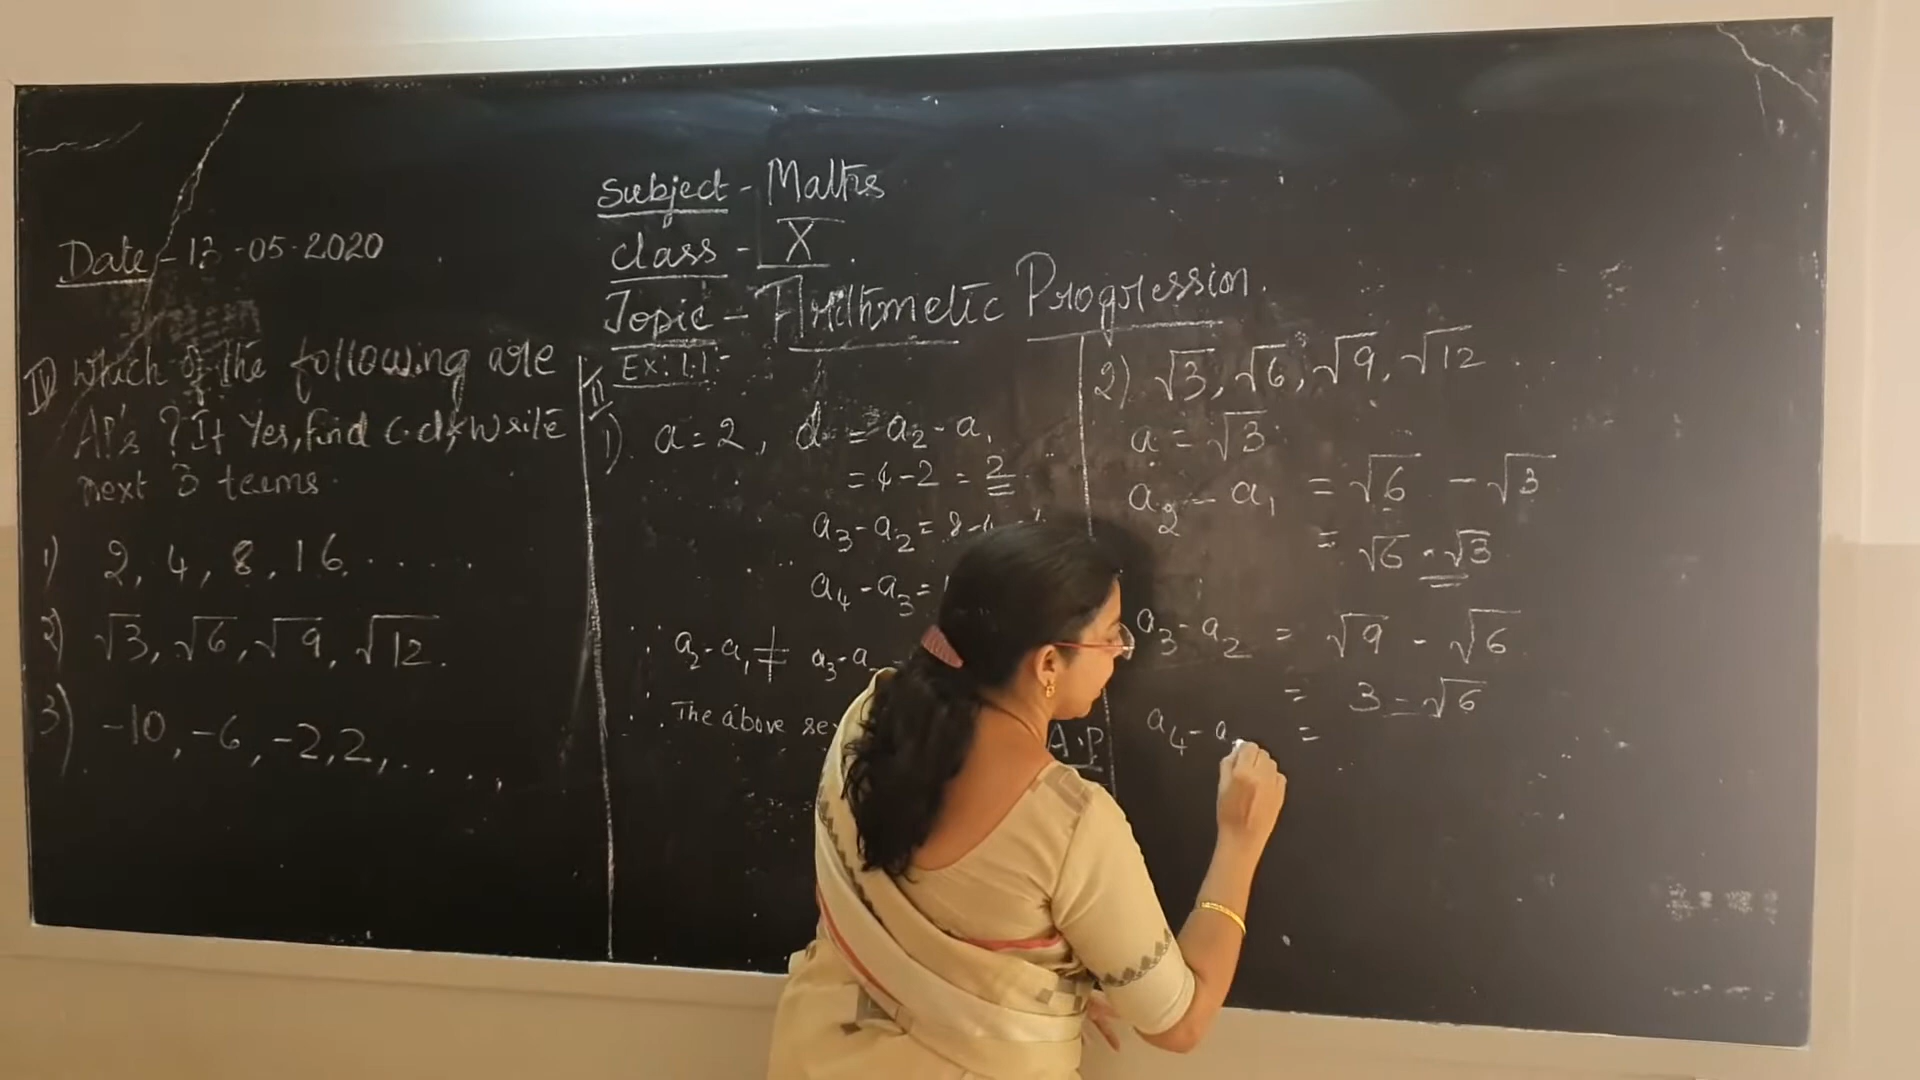 Subject - Maths
Class - X.
Topic - Arithmetic Progression.
Date - 13-05-2020
IV) Which of the following are
AP's ? If Yes, find c.d & write
next 3 terms.
1) 2, 4, 8, 16.....
2) √3, √6, √9, √12.
3) -10, -6, -2, 2, ....,
Ex: 1.1:-
II
1) a = 2, d = a₂ - a₁
= 4 - 2 = 2
a₃ - a₂ = 8 -
a₄ - a₃ =
∴ a₂ - a₁ ≠ a₃ - a
∴ The above
A.P
2) √3, √6, √9, √12 ...
a = √3
a₂ - a₁ = √6 - √3
= √6 - √3
a₃ - a₂ = √9 - √6
= 3 - √6
a₄ - a =